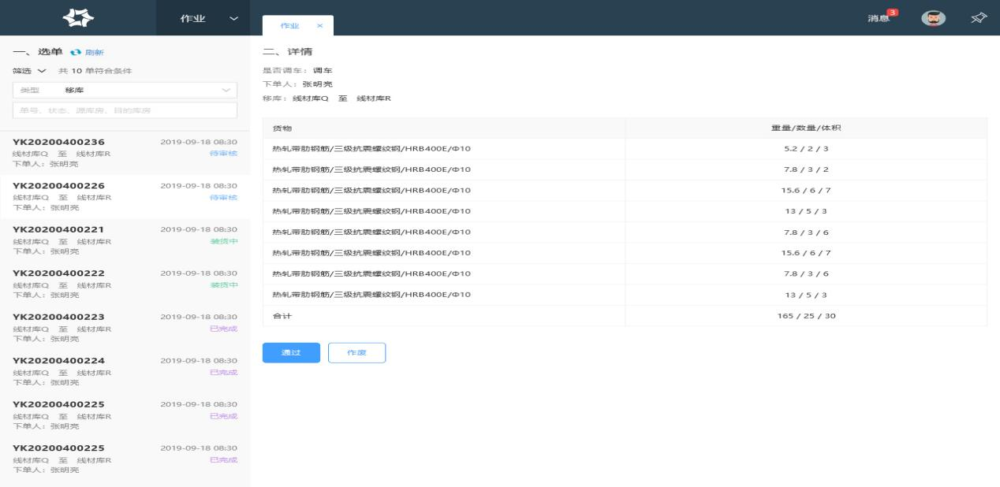 作业
作业 ×
消息 3
一、选单 刷新
筛选 共 10 单符合条件
类型 移库
单号、状态、源库房、目的库房
YK20200400236 2019-09-18 08:30
线材库Q 至 线材库R 待审核
下单人：张明亮
YK20200400226 2019-09-18 08:30
线材库Q 至 线材库R 待审核
下单人：张明亮
YK20200400221 2019-09-18 08:30
线材库Q 至 线材库R 装货中
下单人：张明亮
YK20200400222 2019-09-18 08:30
线材库Q 至 线材库R 装货中
下单人：张明亮
YK20200400223 2019-09-18 08:30
线材库Q 至 线材库R 已完成
下单人：张明亮
YK20200400224 2019-09-18 08:30
线材库Q 至 线材库R 已完成
下单人：张明亮
YK20200400225 2019-09-18 08:30
线材库Q 至 线材库R 已完成
下单人：张明亮
YK20200400225 2019-09-18 08:30
线材库Q 至 线材库R 已完成
下单人：张明亮
二、详情
是否调车：调车
下单人：张明亮
移库：线材库Q 至 线材库R
货物 重量/数量/体积
热轧带肋钢筋/三级抗震螺纹钢/HRB400E/Φ10 5.2 / 2 / 3
热轧带肋钢筋/三级抗震螺纹钢/HRB400E/Φ10 7.8 / 3 / 2
热轧带肋钢筋/三级抗震螺纹钢/HRB400E/Φ10 15.6 / 6 / 7
热轧带肋钢筋/三级抗震螺纹钢/HRB400E/Φ10 13 / 5 / 3
热轧带肋钢筋/三级抗震螺纹钢/HRB400E/Φ10 7.8 / 3 / 6
热轧带肋钢筋/三级抗震螺纹钢/HRB400E/Φ10 15.6 / 6 / 7
热轧带肋钢筋/三级抗震螺纹钢/HRB400E/Φ10 7.8 / 3 / 6
热轧带肋钢筋/三级抗震螺纹钢/HRB400E/Φ10 13 / 5 / 3
合计 165 / 25 / 30
通过 作废